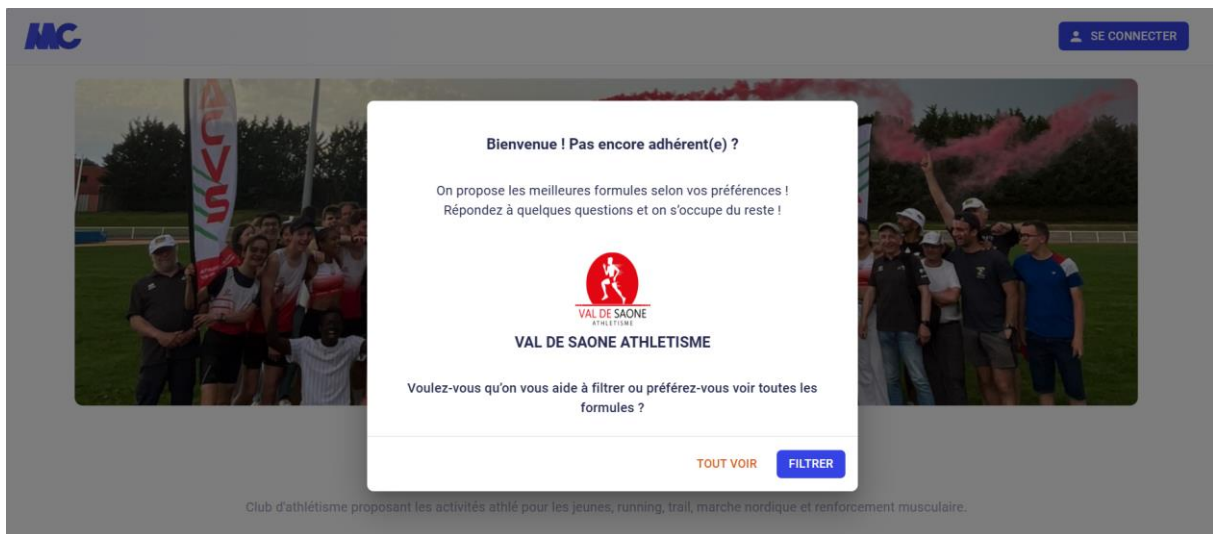 MC
SE CONNECTER
ACVS
Bienvenue ! Pas encore adhérent(e) ?
On propose les meilleures formules selon vos préférences !
Répondez à quelques questions et on s'occupe du reste !
VAL DE SAONE
ATHLETISME
VAL DE SAONE ATHLETISME
Voulez-vous qu'on vous aide à filtrer ou préférez-vous voir toutes les
formules ?
TOUT VOIR
FILTRER
Club d'athlétisme proposant les activités athlé pour les jeunes, running, trail, marche nordique et renforcement musculaire.